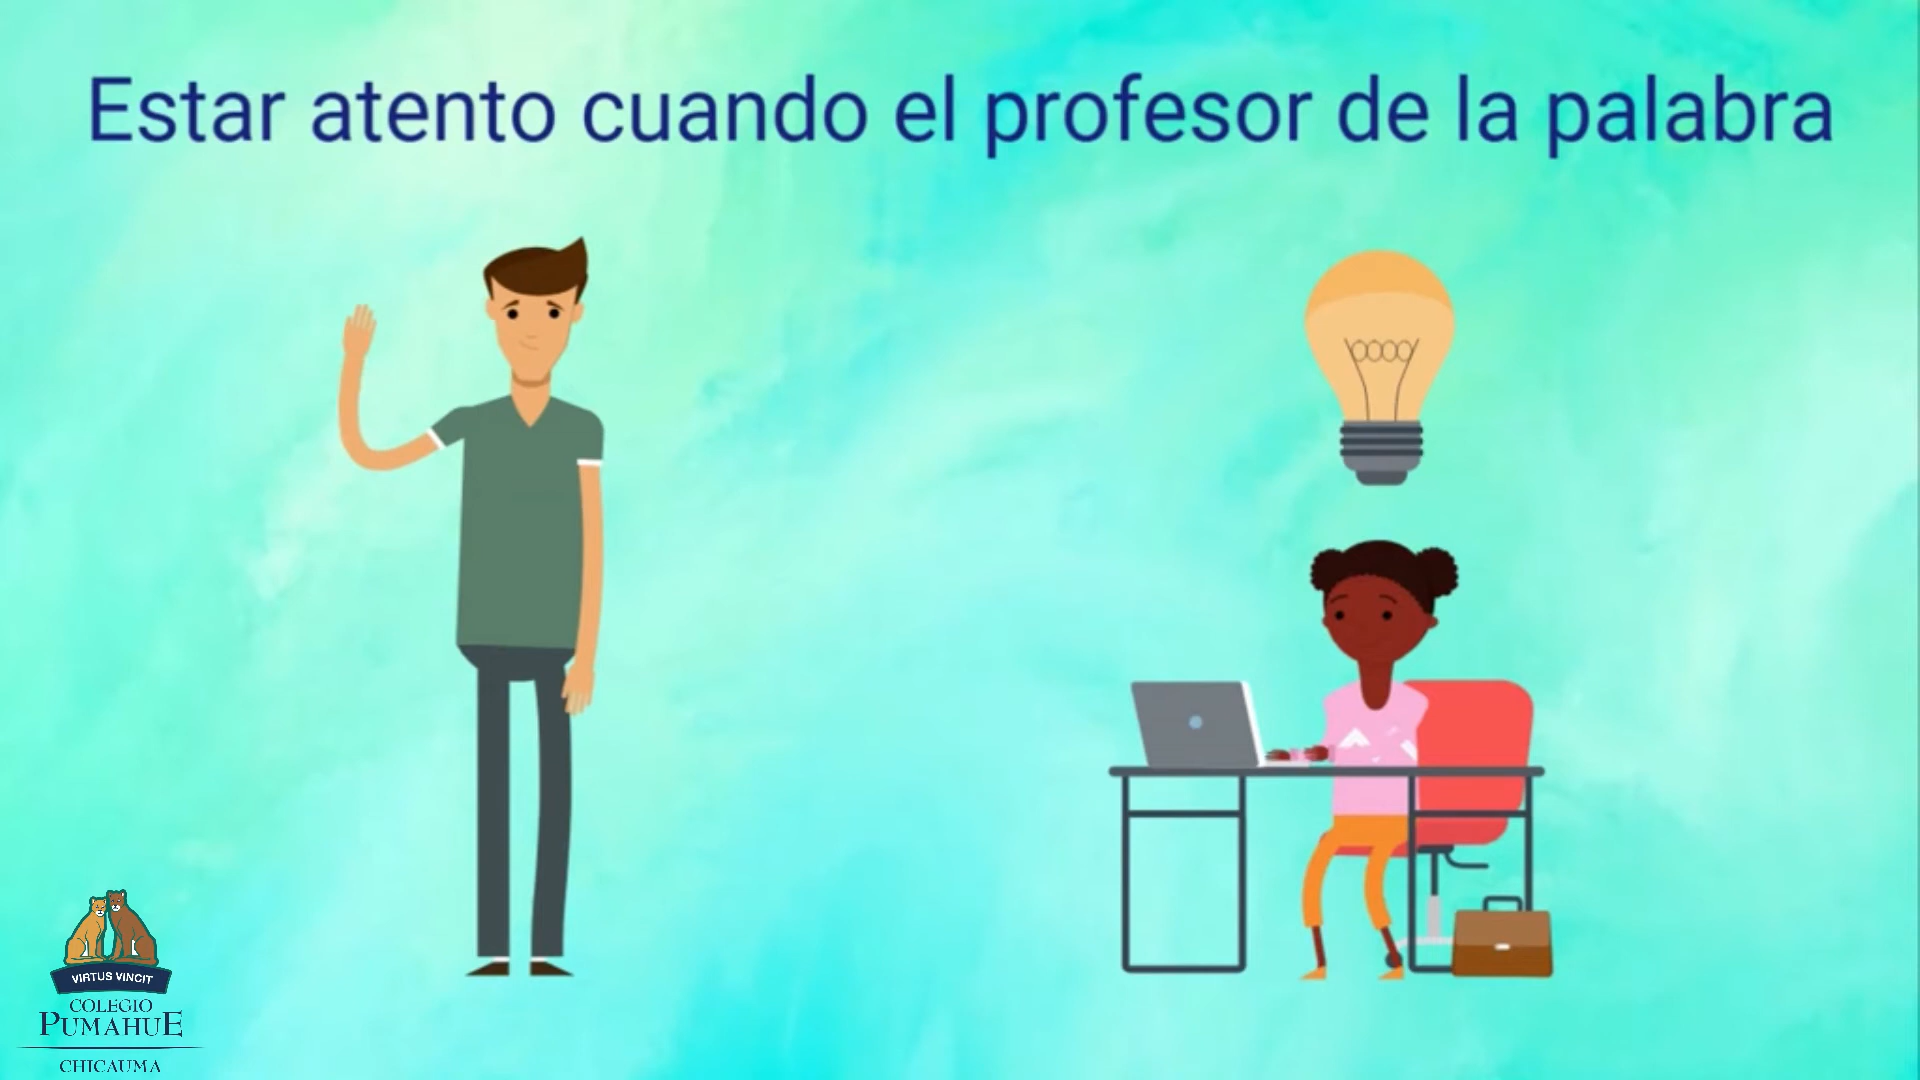 Estar atento cuando el profesor de la palabra
VIRTUS VINCIT
COLEGIO
PUMAHUE
CHICAUMA